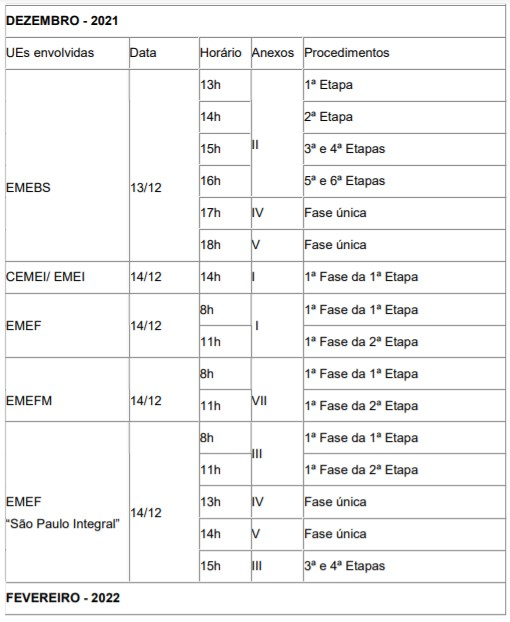 DEZEMBRO - 2021
UEs envolvidas Data Horário Anexos Procedimentos
13h 1ª Etapa
14h 2ª Etapa
II
15h 3ª e 4ª Etapas
16h 5ª e 6ª Etapas
EMEBS 13/12
17h IV Fase única
18h V Fase única
CEMEI/ EMEI 14/12 14h I 1ª Fase da 1ª Etapa
8h 1ª Fase da 1ª Etapa
EMEF 14/12 I
11h 1ª Fase da 2ª Etapa
8h 1ª Fase da 1ª Etapa
EMEFM 14/12 VII
11h 1ª Fase da 2ª Etapa
8h 1ª Fase da 1ª Etapa
III
11h 1ª Fase da 2ª Etapa
EMEF 13h IV Fase única
14/12
“São Paulo Integral” 14h V Fase única
15h III 3ª e 4ª Etapas
FEVEREIRO - 2022